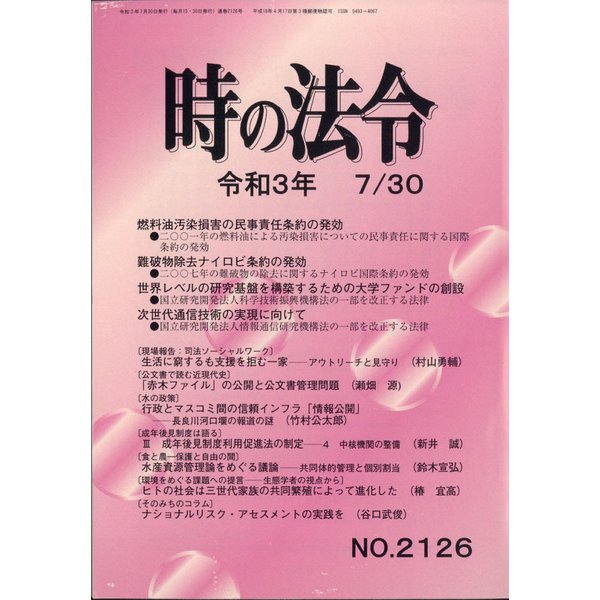 令和3年7月30日発行（毎月15・30日発行）通巻2126号　平成18年4月17日第3種郵便物認可　ISSN 0493－4067
時の法令
令和3年　7/30
燃料油汚染損害の民事責任条約の発効
●二〇〇一年の燃料油による汚染損害についての民事責任に関する国際
条約の発効
難破物除去ナイロビ条約の発効
●二〇〇七年の難破物の除去に関するナイロビ国際条約の発効
世界レベルの研究基盤を構築するための大学ファンドの創設
●国立研究開発法人科学技術振興機構法の一部を改正する法律
次世代通信技術の実現に向けて
●国立研究開発法人情報通信研究機構法の一部を改正する法律
〔現場報告：司法ソーシャルワーク〕
生活に窮するも支援を拒む一家――アウトリーチと見守り（村山勇輔）
〔公文書で読む近現代史〕
「赤木ファイル」の公開と公文書管理問題（瀬畑　源）
〔水の政策〕
行政とマスコミ間の信頼インフラ「情報公開」
――長良川河口堰の報道の謎（竹村公太郎）
〔成年後見制度は語る〕
Ⅲ　成年後見制度利用促進法の制定――4　中核機関の整備（新井　誠）
〔食と農―保護と自由の間〕
水産資源管理論をめぐる議論――共同体的管理と個別割当（鈴木宣弘）
〔環境をめぐる課題への提言――生態学者の視点から〕
ヒトの社会は三世代家族の共同繁殖によって進化した（椿　宜高）
〔そのみちのコラム〕
ナショナルリスク・アセスメントの実践を（谷口武俊）
NO.2126